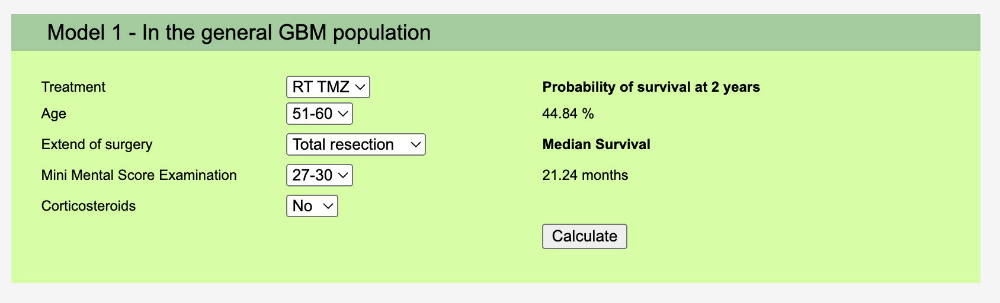 Model 1 - In the general GBM population
Treatment RT TMZ Probability of survival at 2 years
Age 51-60 44.84 %
Extend of surgery Total resection Median Survival
Mini Mental Score Examination 27-30 21.24 months
Corticosteroids No
Calculate